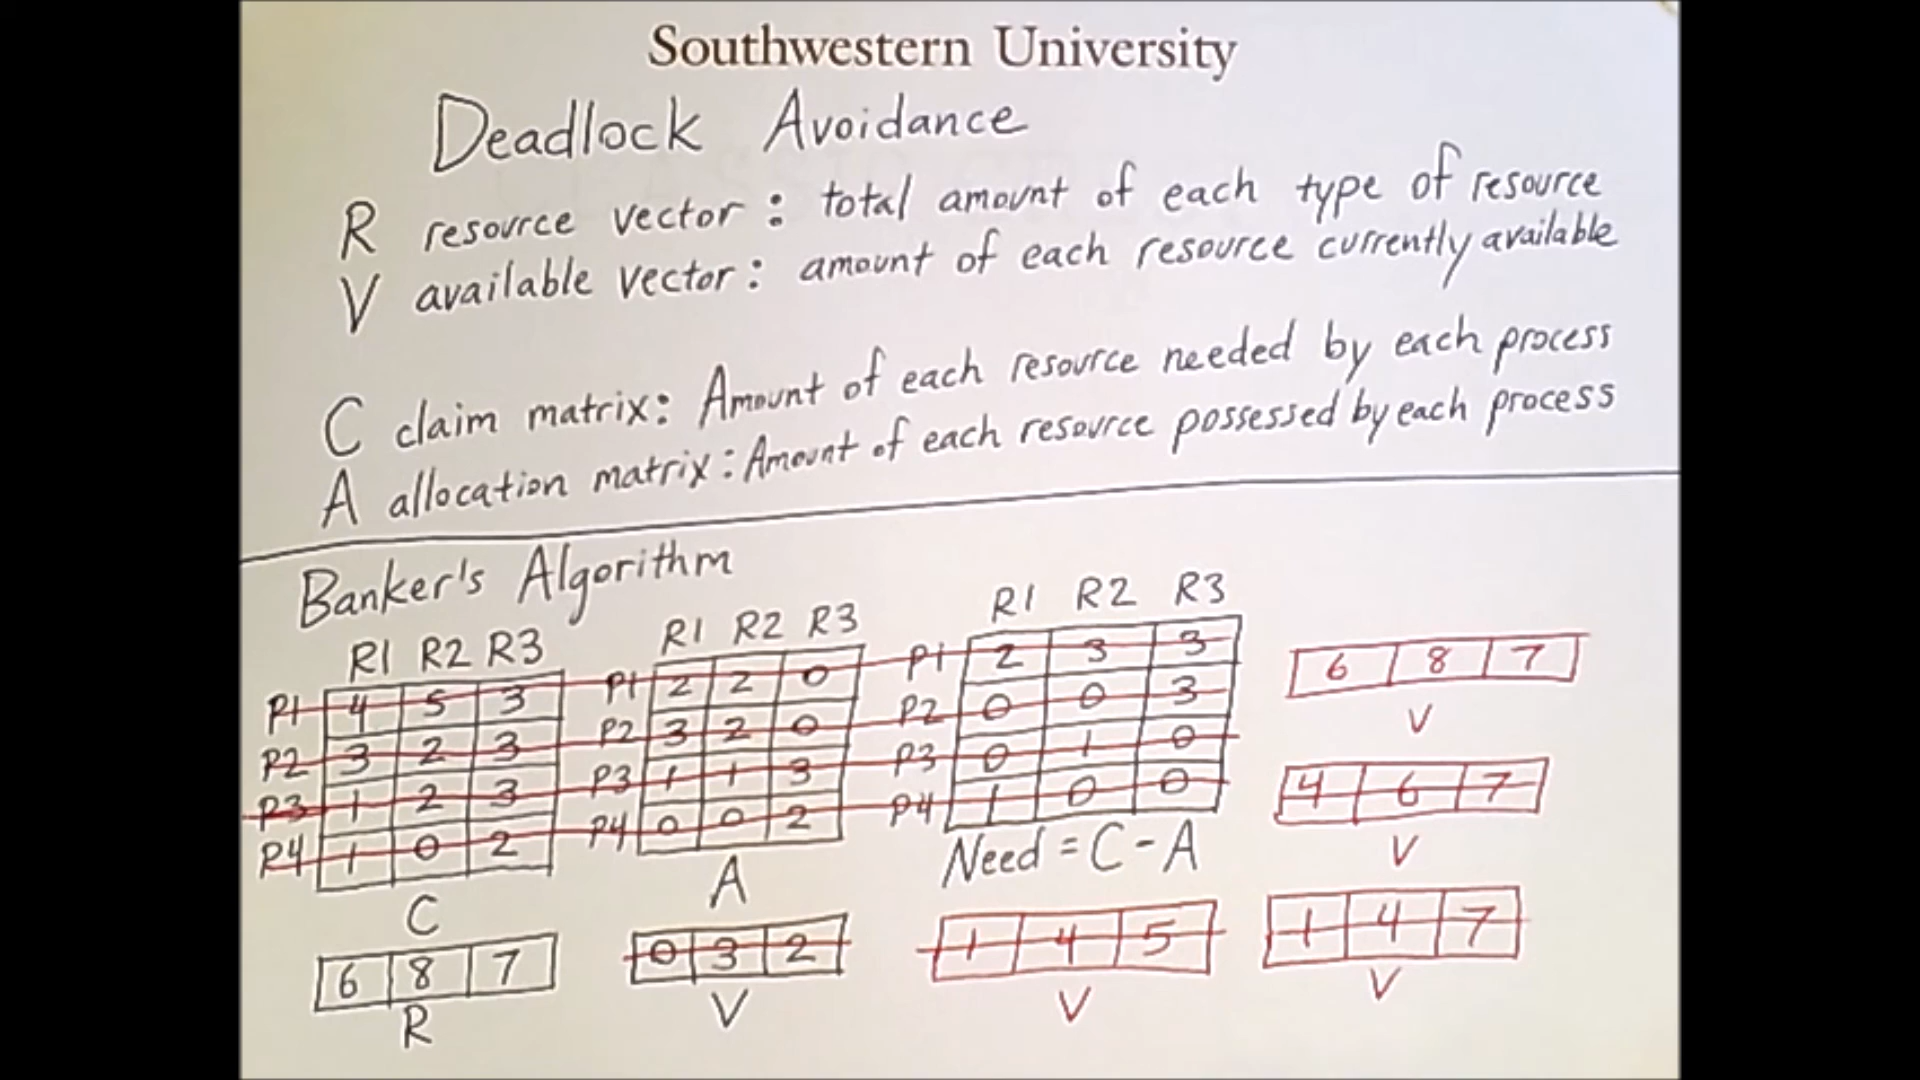 Southwestern University
Deadlock Avoidance
R resource vector: total amount of each type of resource
V available vector: amount of each resource currently available
C claim matrix: Amount of each resource needed by each process
A allocation matrix: Amount of each resource possessed by each process
Banker's Algorithm
R1 R2 R3
P1 4 5 3
P2 3 2 3
P3 1 2 3
P4 1 0 2
C
6 8 7
R
R1 R2 R3
P1 2 2 0
P2 3 2 0
P3 1 1 3
P4 0 0 2
A
0 3 2
V
R1 R2 R3
P1 2 3 3
P2 0 0 3
P3 0 1 0
P4 1 0 0
Need = C - A
1 4 5
V
6 8 7
V
4 6 7
V
1 4 7
V